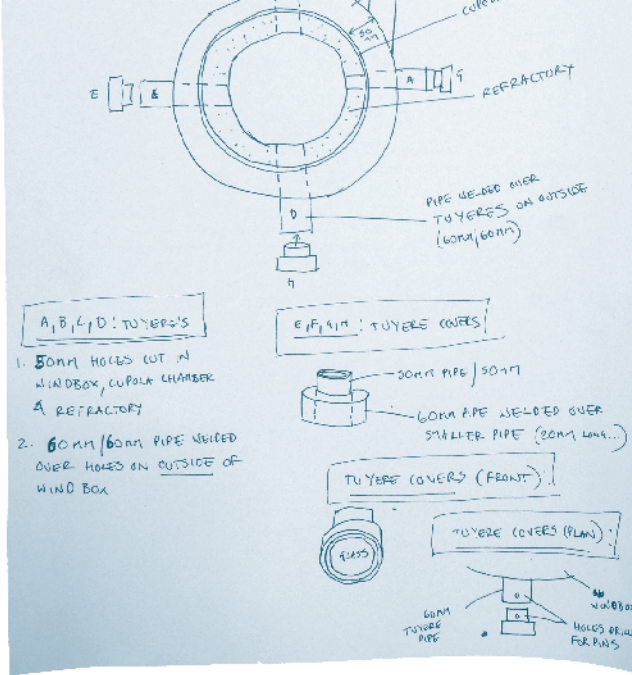 CUPOL
50
MM
E
A
G
REFRACTORY
PIPE WELDED OVER
TUYERES ON OUTSIDE
(60MM/60MM)
D
A, B, C, D: TUYERE'S
1. 50MM HOLES CUT IN
WINDBOX, CUPOLA CHAMBER
& REFRACTORY
2. 60MM/60MM PIPE WELDED
OVER HOLES ON OUTSIDE OF
WIND BOX
E, F, G, H: TUYERE COVERS
50MM PIPE/50MM
60MM PIPE WELDED OVER
SMALLER PIPE (20MM LONG...)
TUYERE COVERS (FRONT):
GLASS
TUYERE COVERS (PLAN):
WINDBOX
60MM
TUYERE
PIPE
HOLES DRILL
FOR PINS